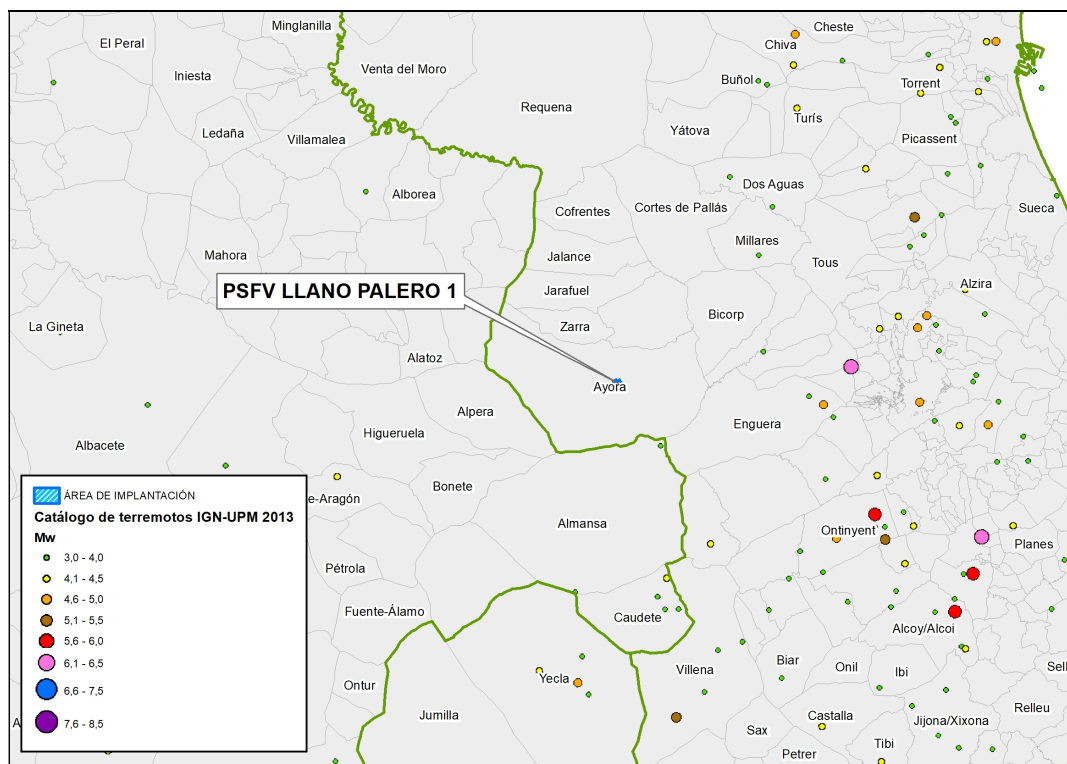 Minglanilla
Cheste
El Peral
Chiva
Iniesta
Venta del Moro
Buñol
Torrent
Requena
Turís
Ledaña
Villamalea
Yátova
Picassent
Alborea
Dos Aguas
Cofrentes
Cortes de Pallás
Sueca
Mahora
Jalance
Millares
Tous
PSFV LLANO PALERO 1
Jarafuel
Alzira
La Gineta
Zarra
Bicorp
Alatoz
Ayora
Alpera
Enguera
Higueruela
Albacete
Bonete
e-Aragón
Almansa
Ontinyent
Planes
Pétrola
Fuente-Álamo
Caudete
Alcoy/Alcoi
Biar
Onil
Ibi
Villena
Sell
Yecla
Ontur
Jumilla
Castalla
Jijona/Xixona
Relleu
Sax
Tibi
Petrer
A
ÁREA DE IMPLANTACIÓN
Catálogo de terremotos IGN-UPM 2013
Mw
3,0 - 4,0
4,1 - 4,5
4,6 - 5,0
5,1 - 5,5
5,6 - 6,0
6,1 - 6,5
6,6 - 7,5
7,6 - 8,5